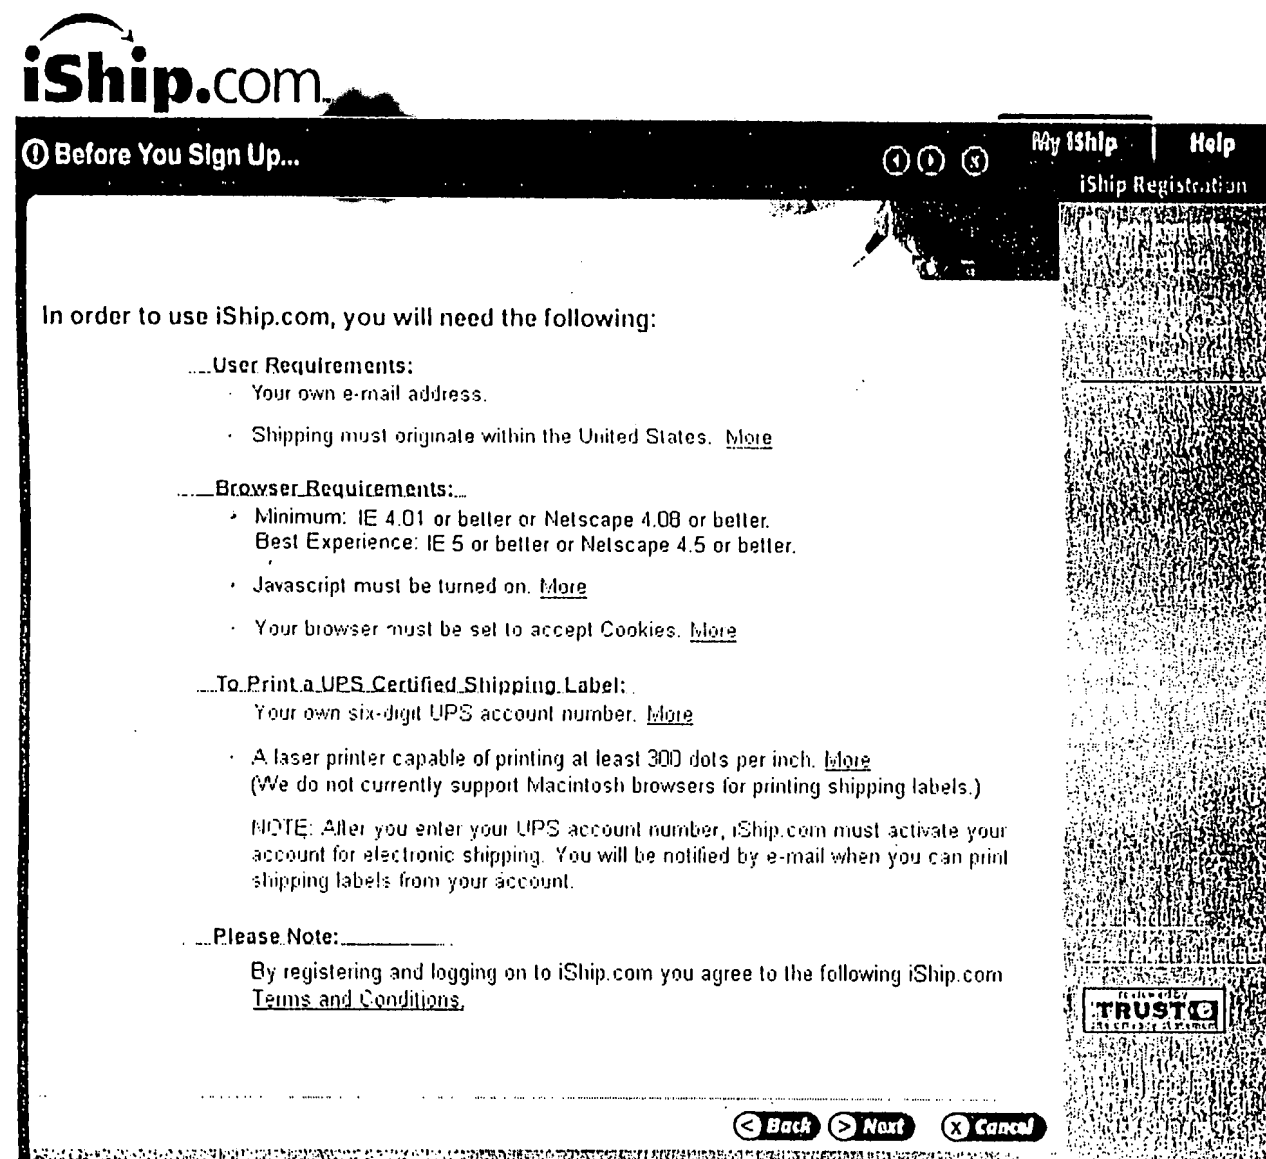 iShip.com
My iShip | Help
Before You Sign Up...
iShip Registration
In order to use iShip.com, you will need the following:
User Requirements:
· Your own e-mail address.
· Shipping must originate within the United States. More
Browser Requirements:
· Minimum: IE 4.01 or better or Netscape 4.08 or better.
Best Experience: IE 5 or better or Netscape 4.5 or better.
· Javascript must be turned on. More
· Your browser must be set to accept Cookies. More
To Print a UPS Certified Shipping Label:
Your own six-digit UPS account number. More
· A laser printer capable of printing at least 300 dots per inch. More
(We do not currently support Macintosh browsers for printing shipping labels.)
NOTE: After you enter your UPS account number, iShip.com must activate your
account for electronic shipping. You will be notified by e-mail when you can print
shipping labels from your account.
Please Note:
By registering and logging on to iShip.com you agree to the following iShip.com
Terms and Conditions.
reviewed by
TRUSTe
site privacy statement
Back Next Cancel